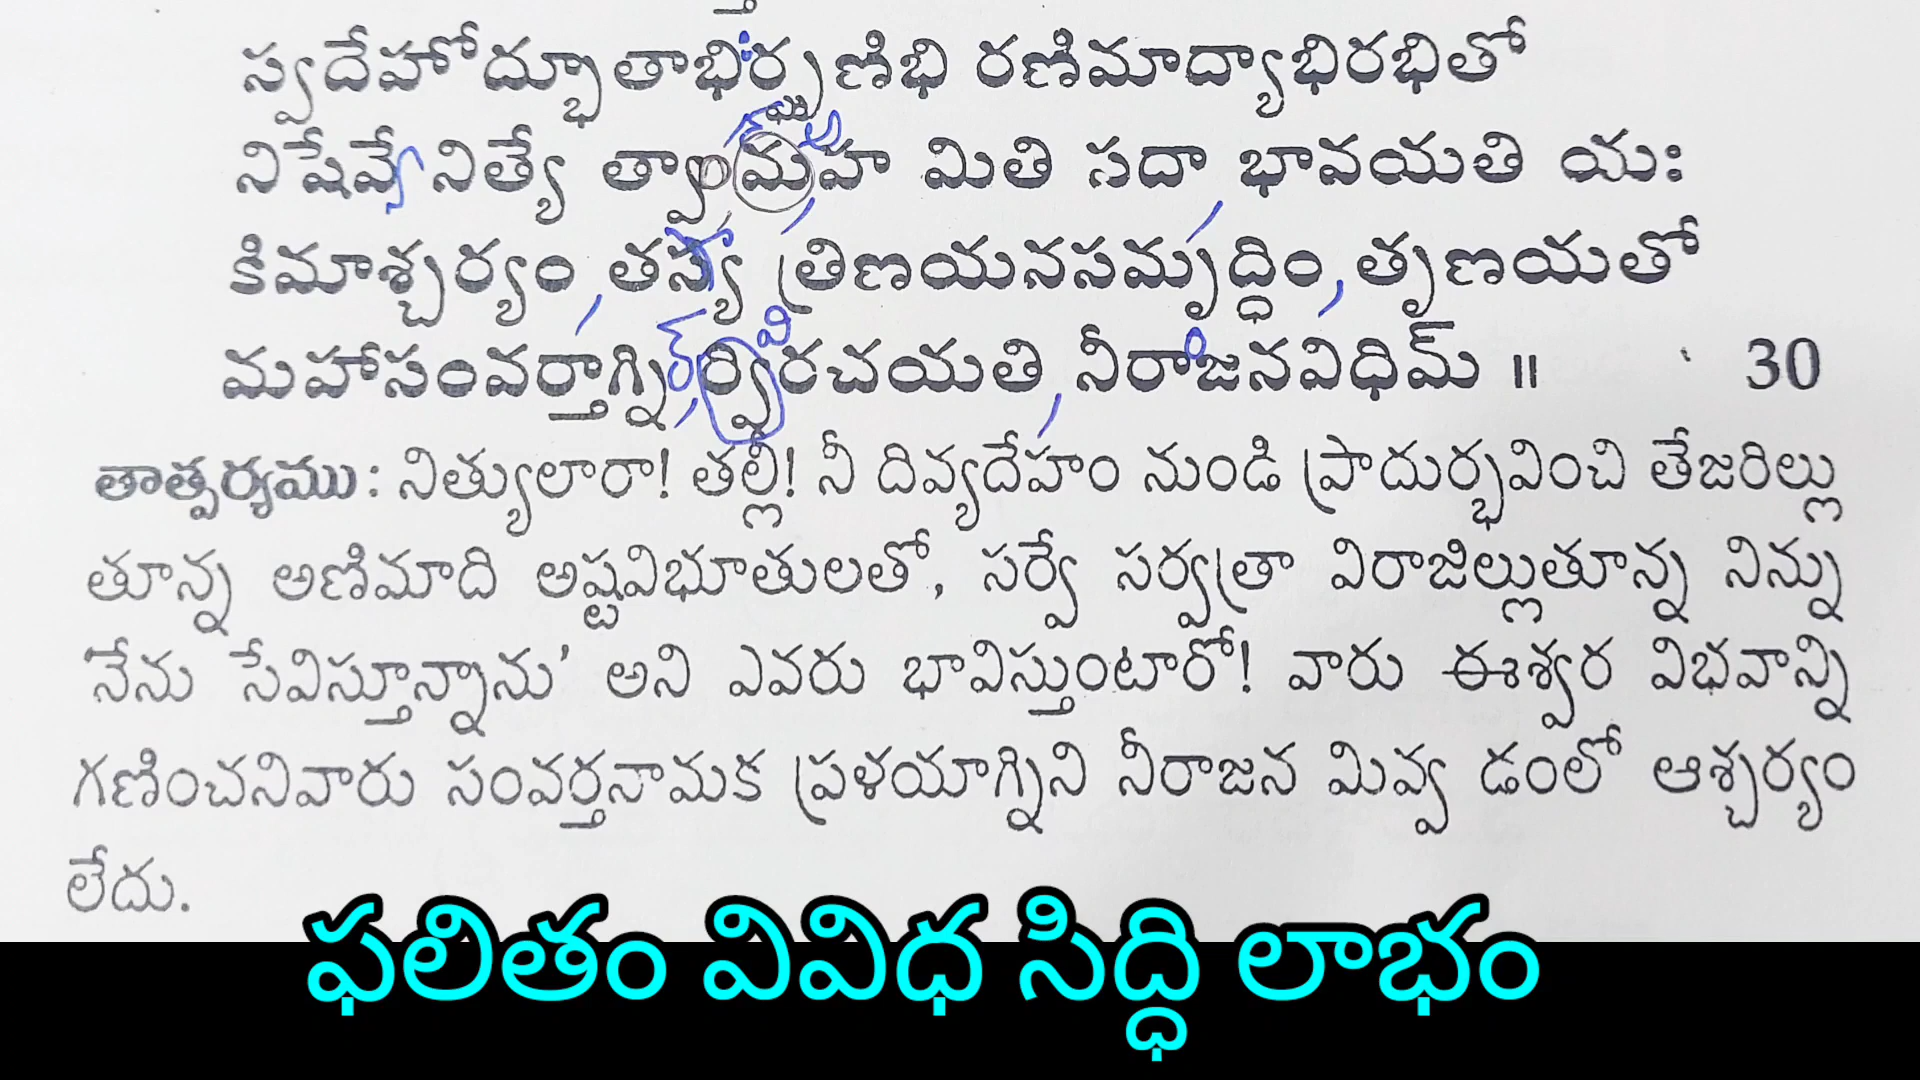 స్వదేహోద్భూతాభిర్ఘృణిభి రణిమాద్యాభిరభితో
నిషేవ్యే నిత్యే త్వామహ మితి సదా భావయతి యః
కిమాశ్చర్యం తస్య త్రిణయనసమృద్ధిం తృణయతో
మహాసంవర్తాగ్నిర్విరచయతి నీరాజనవిధిమ్ ॥ 30
తాత్పర్యము : నిత్యులారా! తల్లీ! నీ దివ్యదేహం నుండి ప్రాదుర్భవించి తేజరిల్లు
తూన్న అణిమాది అష్టవిభూతులతో, సర్వే సర్వత్రా విరాజిల్లుతూన్న నిన్ను
'నేను సేవిస్తూన్నాను' అని ఎవరు భావిస్తుంటారో! వారు ఈశ్వర విభవాన్ని
గణించనివారు సంవర్తనామక ప్రళయాగ్నిని నీరాజన మివ్వ డంలో ఆశ్చర్యం
లేదు.
ఫలితం వివిధ సిద్ధి లాభం